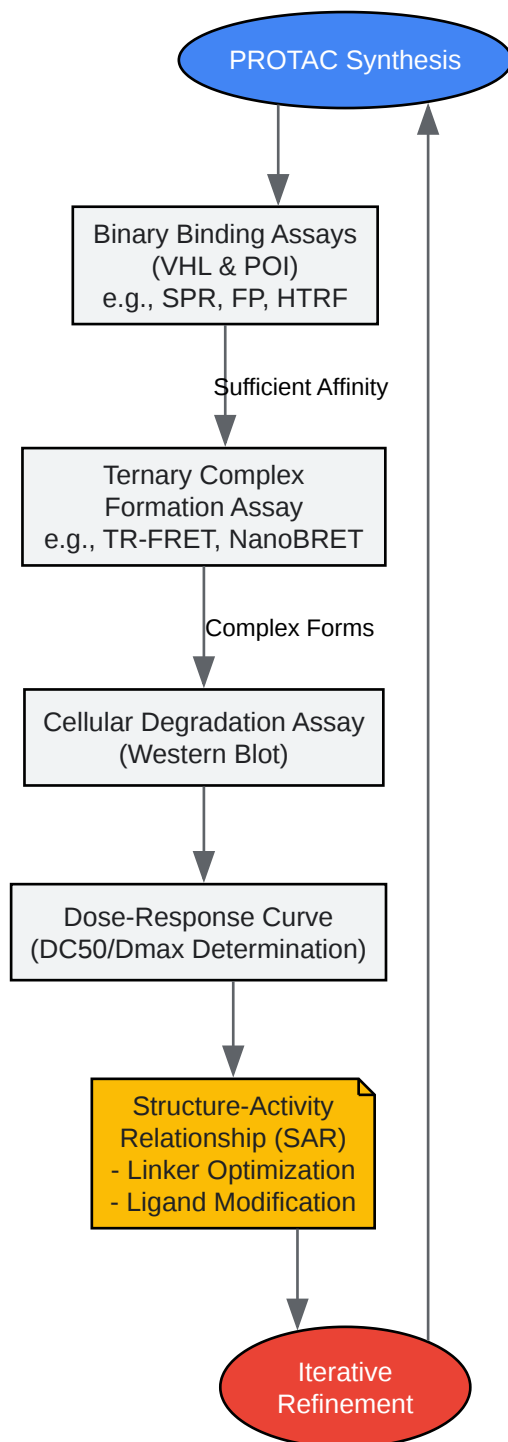 PROTAC Synthesis
Binary Binding Assays
(VHL & POI)
e.g., SPR, FP, HTRF
Sufficient Affinity
Ternary Complex
Formation Assay
e.g., TR-FRET, NanoBRET
Complex Forms
Cellular Degradation Assay
(Western Blot)
Dose-Response Curve
(DC50/Dmax Determination)
Structure-Activity
Relationship (SAR)
- Linker Optimization
- Ligand Modification
Iterative
Refinement